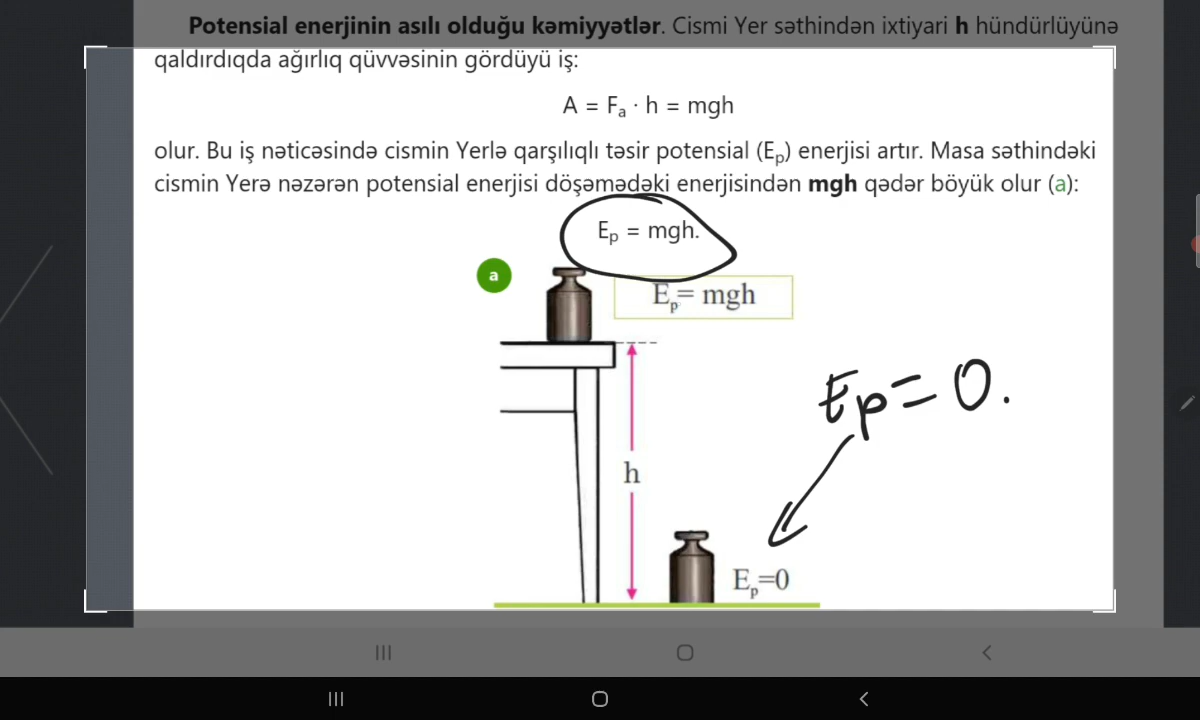 Potensial enerjinin asılı olduğu kəmiyyətlər. Cismi Yer səthindən ixtiyari h hündürlüyünə
qaldırdıqda ağırlıq qüvvəsinin gördüyü iş:
A = Fa · h = mgh
olur. Bu iş nəticəsində cismin Yerlə qarşılıqlı təsir potensial (Ep) enerjisi artır. Masa səthindəki
cismin Yerə nəzərən potensial enerjisi döşəmədəki enerjisindən mgh qədər böyük olur (a):
Ep = mgh.
a
Ep= mgh
Ep=0.
h
Ep=0